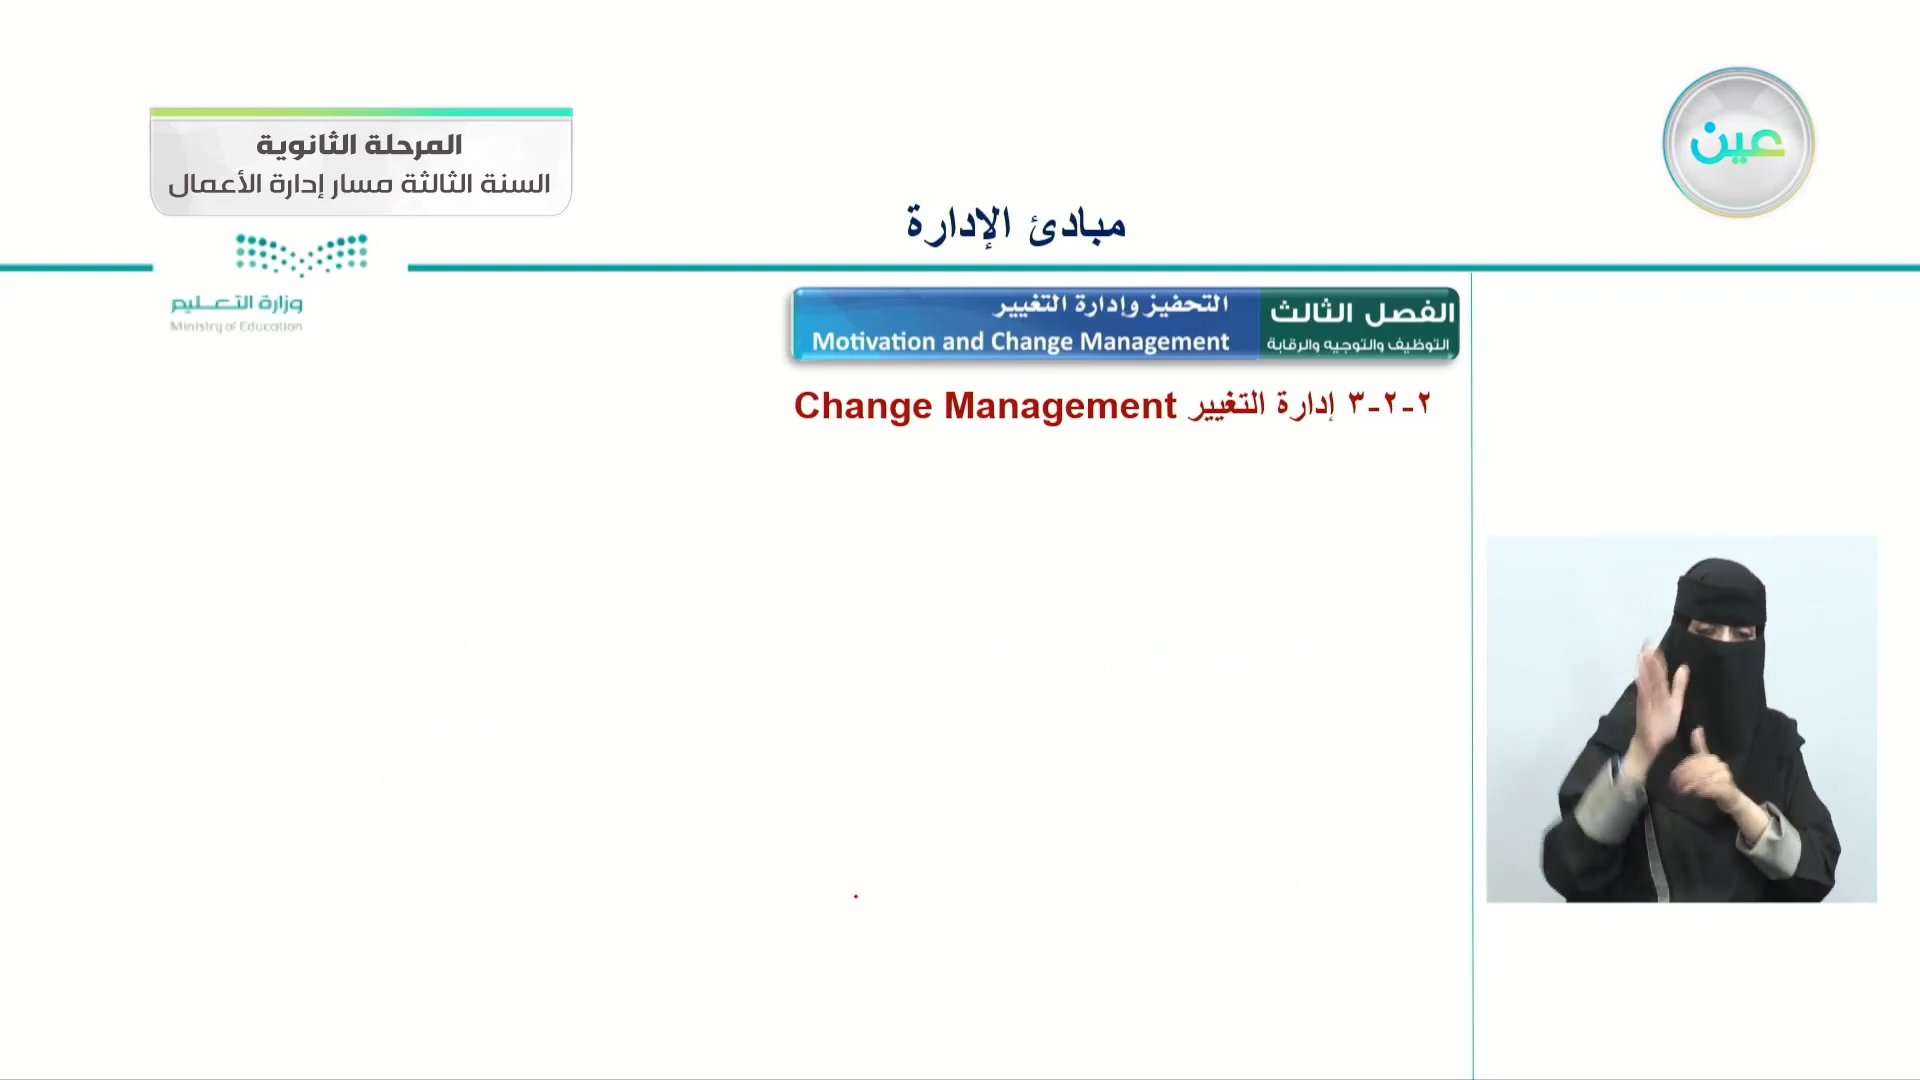 المرحلة الثانوية
السنة الثالثة مسار إدارة الأعمال
عين
مبادئ الإدارة
وزارة التعليم
Ministry of Education
الفصل الثالث
التوظيف والتوجيه والرقابة
التحفيز وإدارة التغيير
Motivation and Change Management
٣-٢-٢ إدارة التغيير Change Management